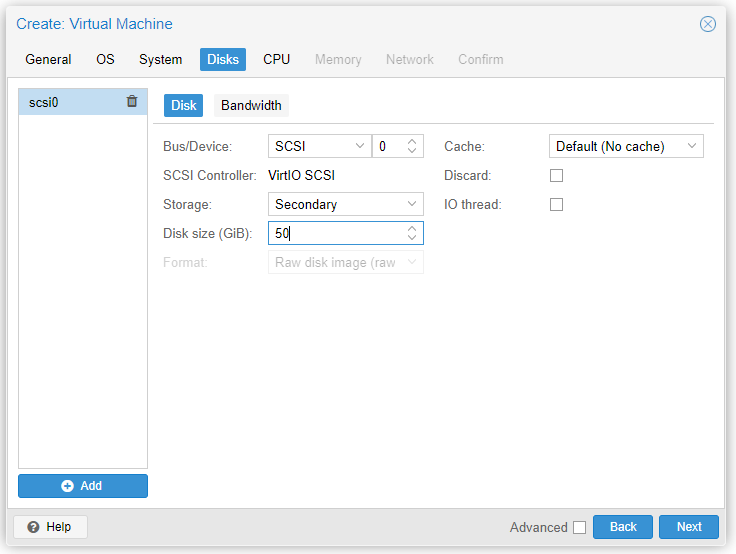 Create: Virtual Machine
General OS System Disks CPU Memory Network Confirm
scsi0
Disk Bandwidth
Bus/Device: SCSI 0 Cache: Default (No cache)
SCSI Controller: VirtIO SCSI Discard:
Storage: Secondary IO thread:
Disk size (GiB): 50
Format: Raw disk image (raw
Add
Help Advanced Back Next